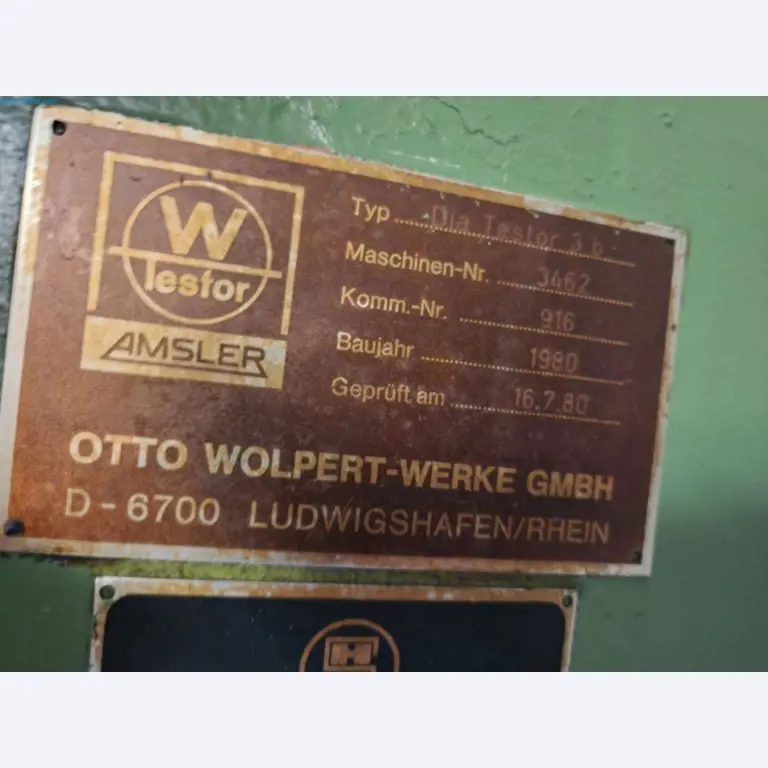 W
Testor
AMSLER
Typ Dia Testor 3 b
Maschinen-Nr. 3462
Komm.-Nr. 916
Baujahr 1980
Geprüft am 16.7.80
OTTO WOLPERT-WERKE GMBH
D-6700 LUDWIGSHAFEN/RHEIN